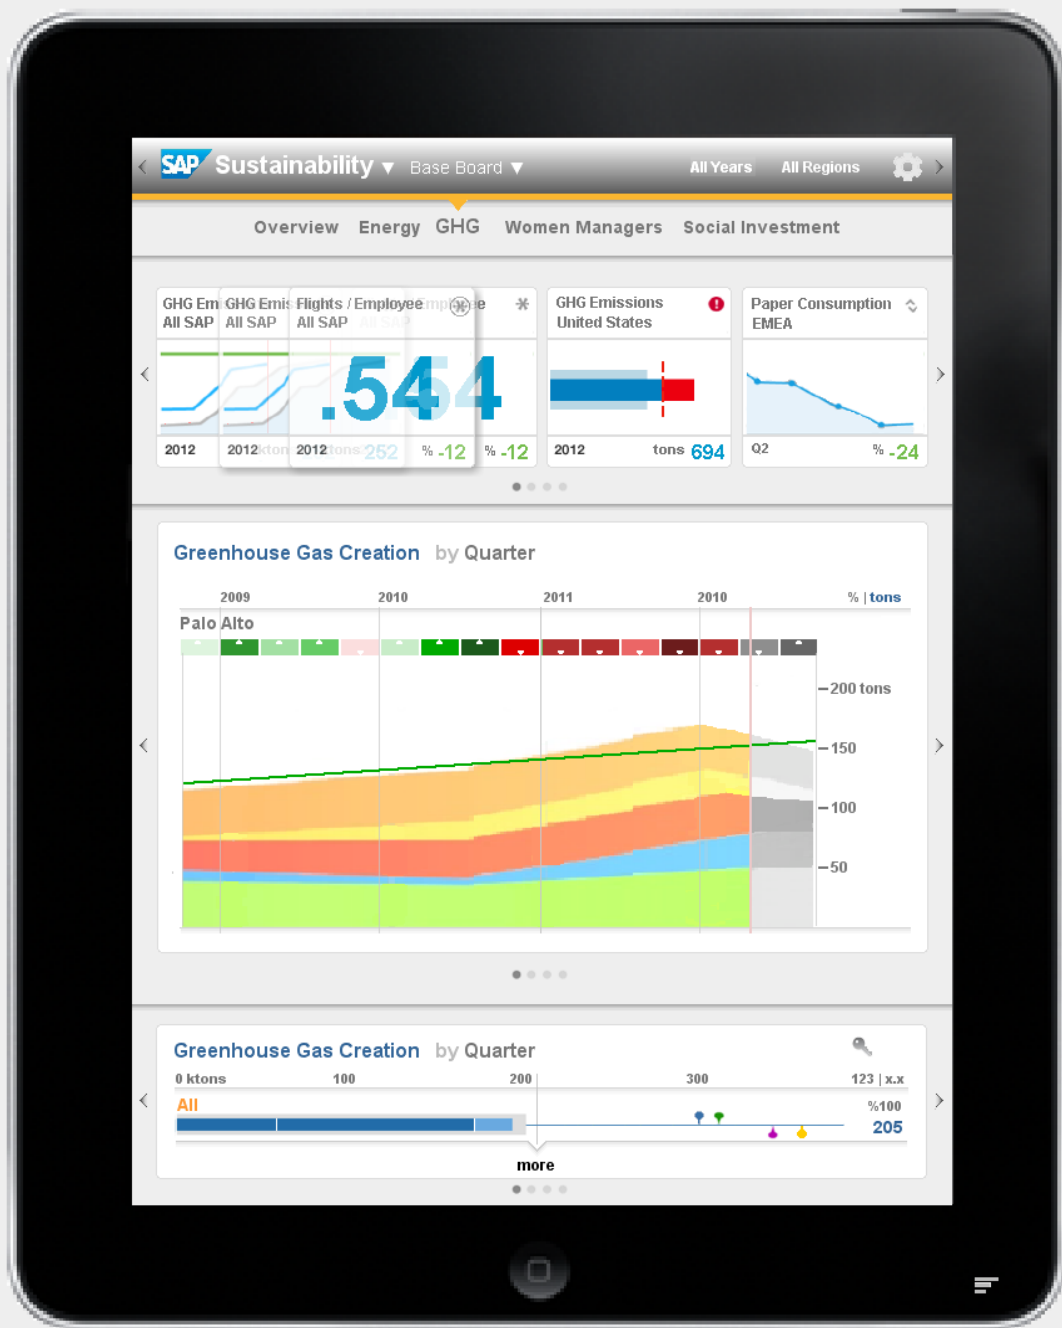 SAP Sustainability Base Board All Years All Regions
Overview Energy GHG Women Managers Social Investment
GHG Em GHG Emis Flights / Employee
All SAP All SAP All SAP
.54
2012 2012 2012 252 % -12 % -12
GHG Emissions
United States
2012 tons 694
Paper Consumption
EMEA
Q2 % -24
Greenhouse Gas Creation by Quarter
2009 2010 2011 2010 % | tons
Palo Alto
200 tons
150
100
50
Greenhouse Gas Creation by Quarter
0 ktons 100 200 300 123 | x.x
All %100
205
more